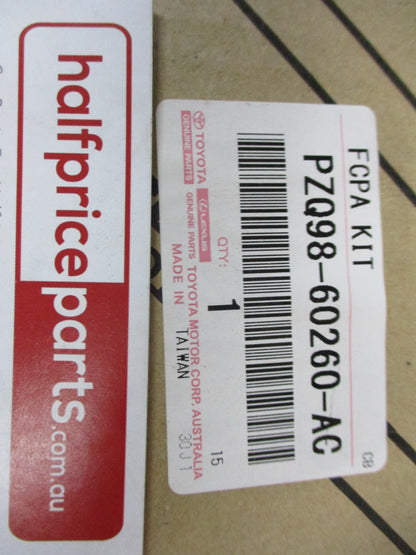 halfpriceparts.com.au
FCPA KIT
CB
PZQ98-60260-AC
QTY:
1
15
TOYOTA
GENUINE PARTS
LEXUS
GENUINE PARTS
TOYOTA MOTOR CORP. AUSTRALIA
MADE IN TAIWAN
30J1